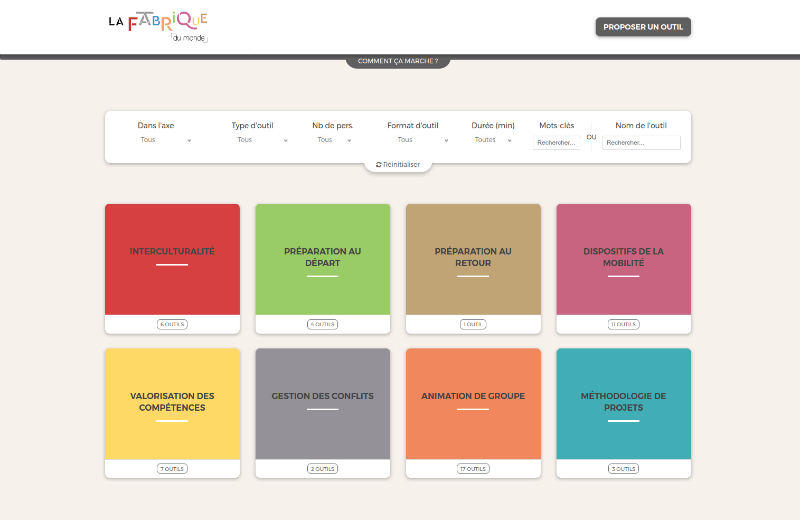 LA FABRIQUE
du monde
PROPOSER UN OUTIL
COMMENT ÇA MARCHE ?
Dans l'axe
Type d'outil
Nb de pers.
Format d'outil
Durée (min)
Mots-clés
OU
Nom de l'outil
Tous
Tous
Tous
Tous
Toutes
Rechercher...
Rechercher...
Réinitialiser
INTERCULTURALITÉ
6 OUTILS
PRÉPARATION AU
DÉPART
PRÉPARATION AU
RETOUR
1 OUTIL
DISPOSITIFS DE LA
MOBILITÉ
11 OUTILS
VALORISATION DES
COMPÉTENCES
7 OUTILS
GESTION DES CONFLITS
2 OUTILS
ANIMATION DE GROUPE
17 OUTILS
MÉTHODOLOGIE DE
PROJETS
3 OUTILS